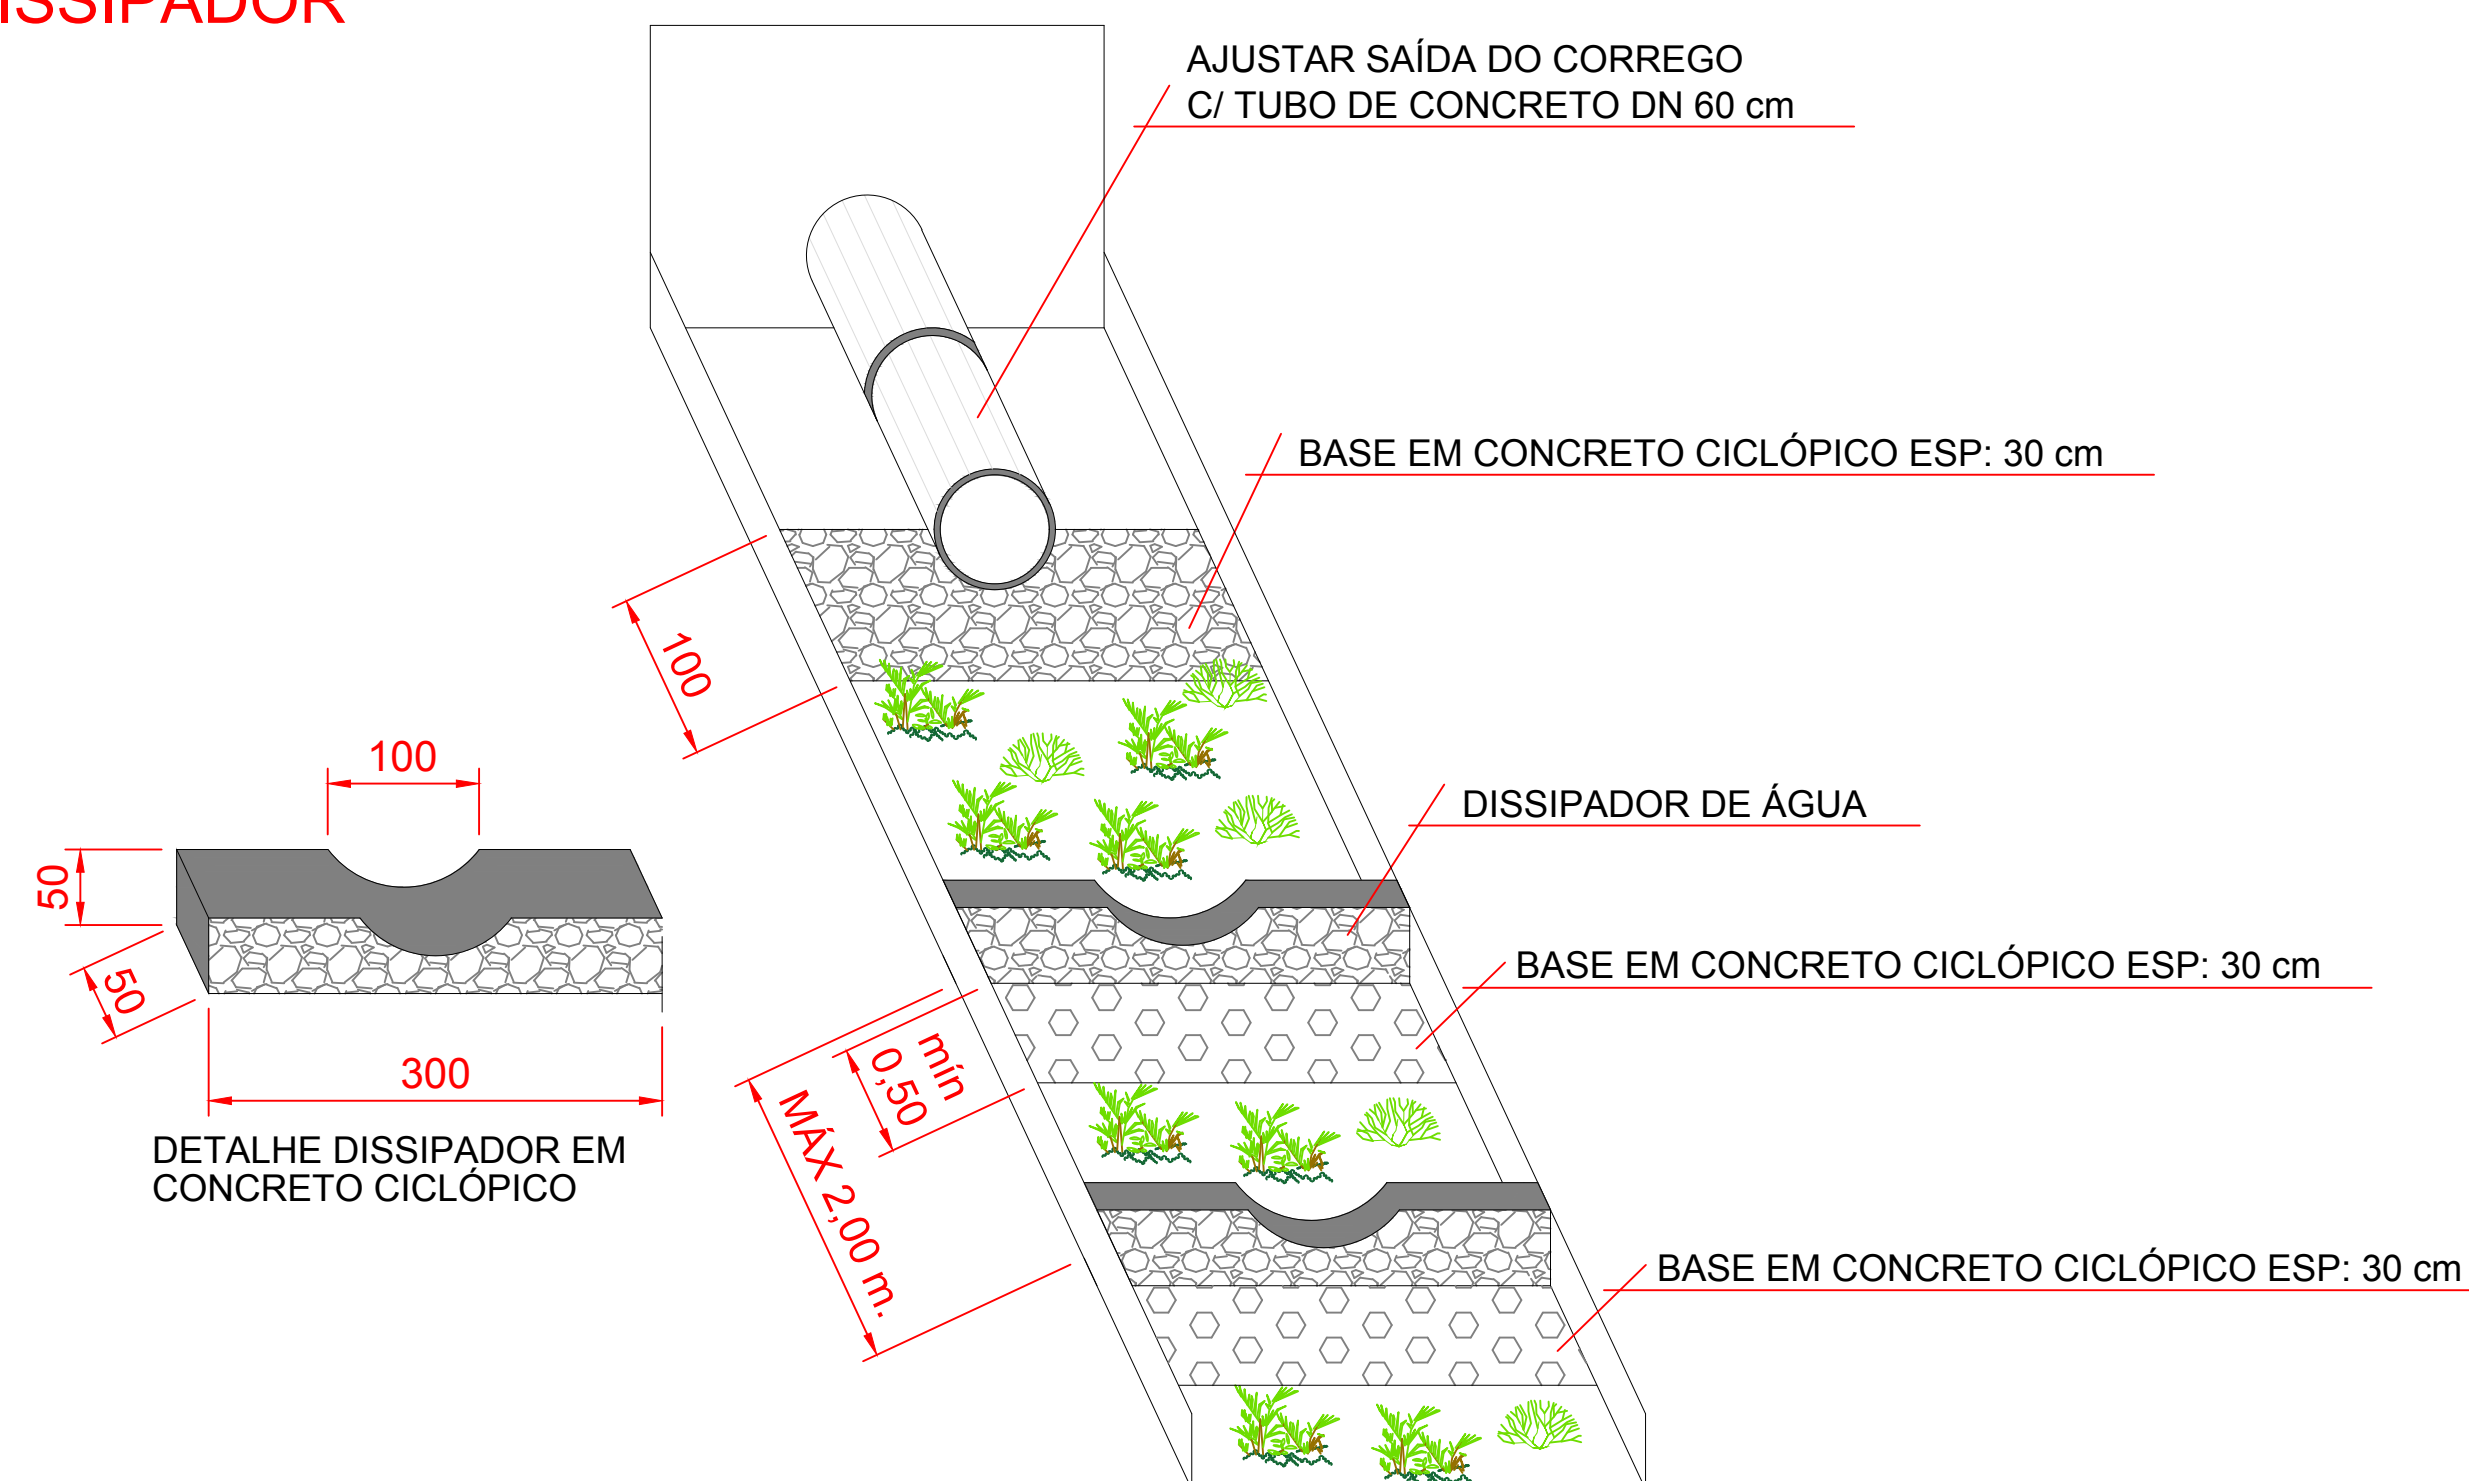 ISSIPADOR
AJUSTAR SAÍDA DO CORREGO
C/ TUBO DE CONCRETO DN 60 cm
BASE EM CONCRETO CICLÓPICO ESP: 30 cm
100
100
DISSIPADOR DE ÁGUA
50
50
300
BASE EM CONCRETO CICLÓPICO ESP: 30 cm
mín
0,50
MÁX 2,00 m.
DETALHE DISSIPADOR EM
CONCRETO CICLÓPICO
BASE EM CONCRETO CICLÓPICO ESP: 30 cm